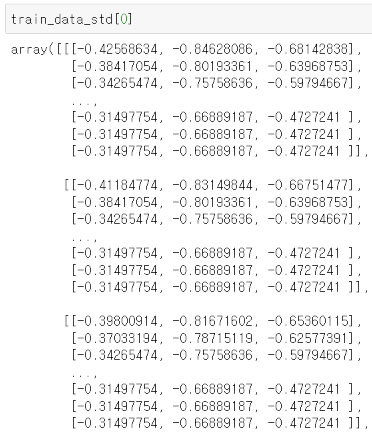 train_data_std[0]
array([[[-0.42568634, -0.84628086, -0.68142838],
[-0.38417054, -0.80193361, -0.63968753],
[-0.34265474, -0.75758636, -0.59794667],
...,
[-0.31497754, -0.66889187, -0.4727241 ],
[-0.31497754, -0.66889187, -0.4727241 ],
[-0.31497754, -0.66889187, -0.4727241 ]],
[[-0.41184774, -0.83149844, -0.66751477],
[-0.38417054, -0.80193361, -0.63968753],
[-0.34265474, -0.75758636, -0.59794667],
...,
[-0.31497754, -0.66889187, -0.4727241 ],
[-0.31497754, -0.66889187, -0.4727241 ],
[-0.31497754, -0.66889187, -0.4727241 ]],
[[-0.39800914, -0.81671602, -0.65360115],
[-0.37033194, -0.78715119, -0.62577391],
[-0.34265474, -0.75758636, -0.59794667],
...,
[-0.31497754, -0.66889187, -0.4727241 ],
[-0.31497754, -0.66889187, -0.4727241 ],
[-0.31497754, -0.66889187, -0.4727241 ]],